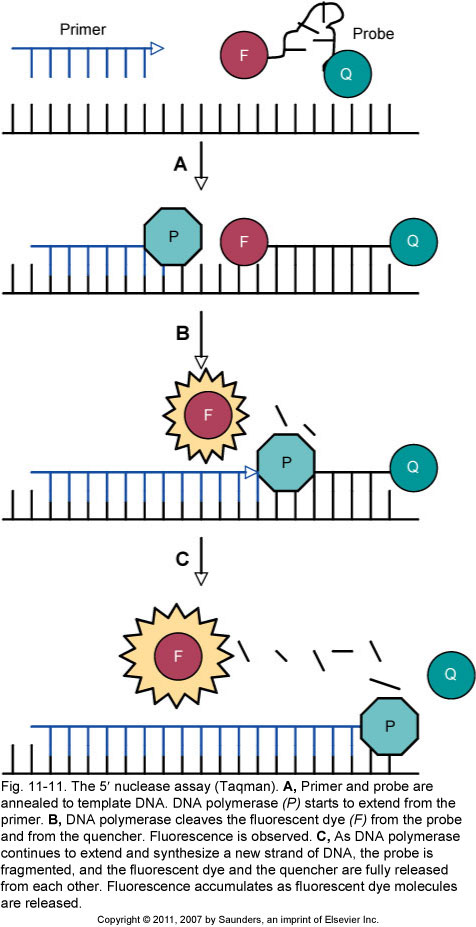 Primer
Probe
F
Q
A
P
F
Q
B
F
P
Q
C
F
Q
P
Fig. 11-11. The 5′ nuclease assay (Taqman). A, Primer and probe are
annealed to template DNA. DNA polymerase (P) starts to extend from the
primer. B, DNA polymerase cleaves the fluorescent dye (F) from the probe
and from the quencher. Fluorescence is observed. C, As DNA polymerase
continues to extend and synthesize a new strand of DNA, the probe is
fragmented, and the fluorescent dye and the quencher are fully released
from each other. Fluorescence accumulates as fluorescent dye molecules
are released.
Copyright © 2011, 2007 by Saunders, an imprint of Elsevier Inc.